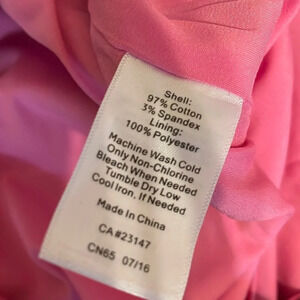 Shell:
97% Cotton
3% Spandex
Lining:
100% Polyester
Machine Wash Cold
Only Non-Chlorine
Bleach When Needed
Tumble Dry Low
Cool Iron. If Needed
Made In China
CA#23147
CN65 07/16